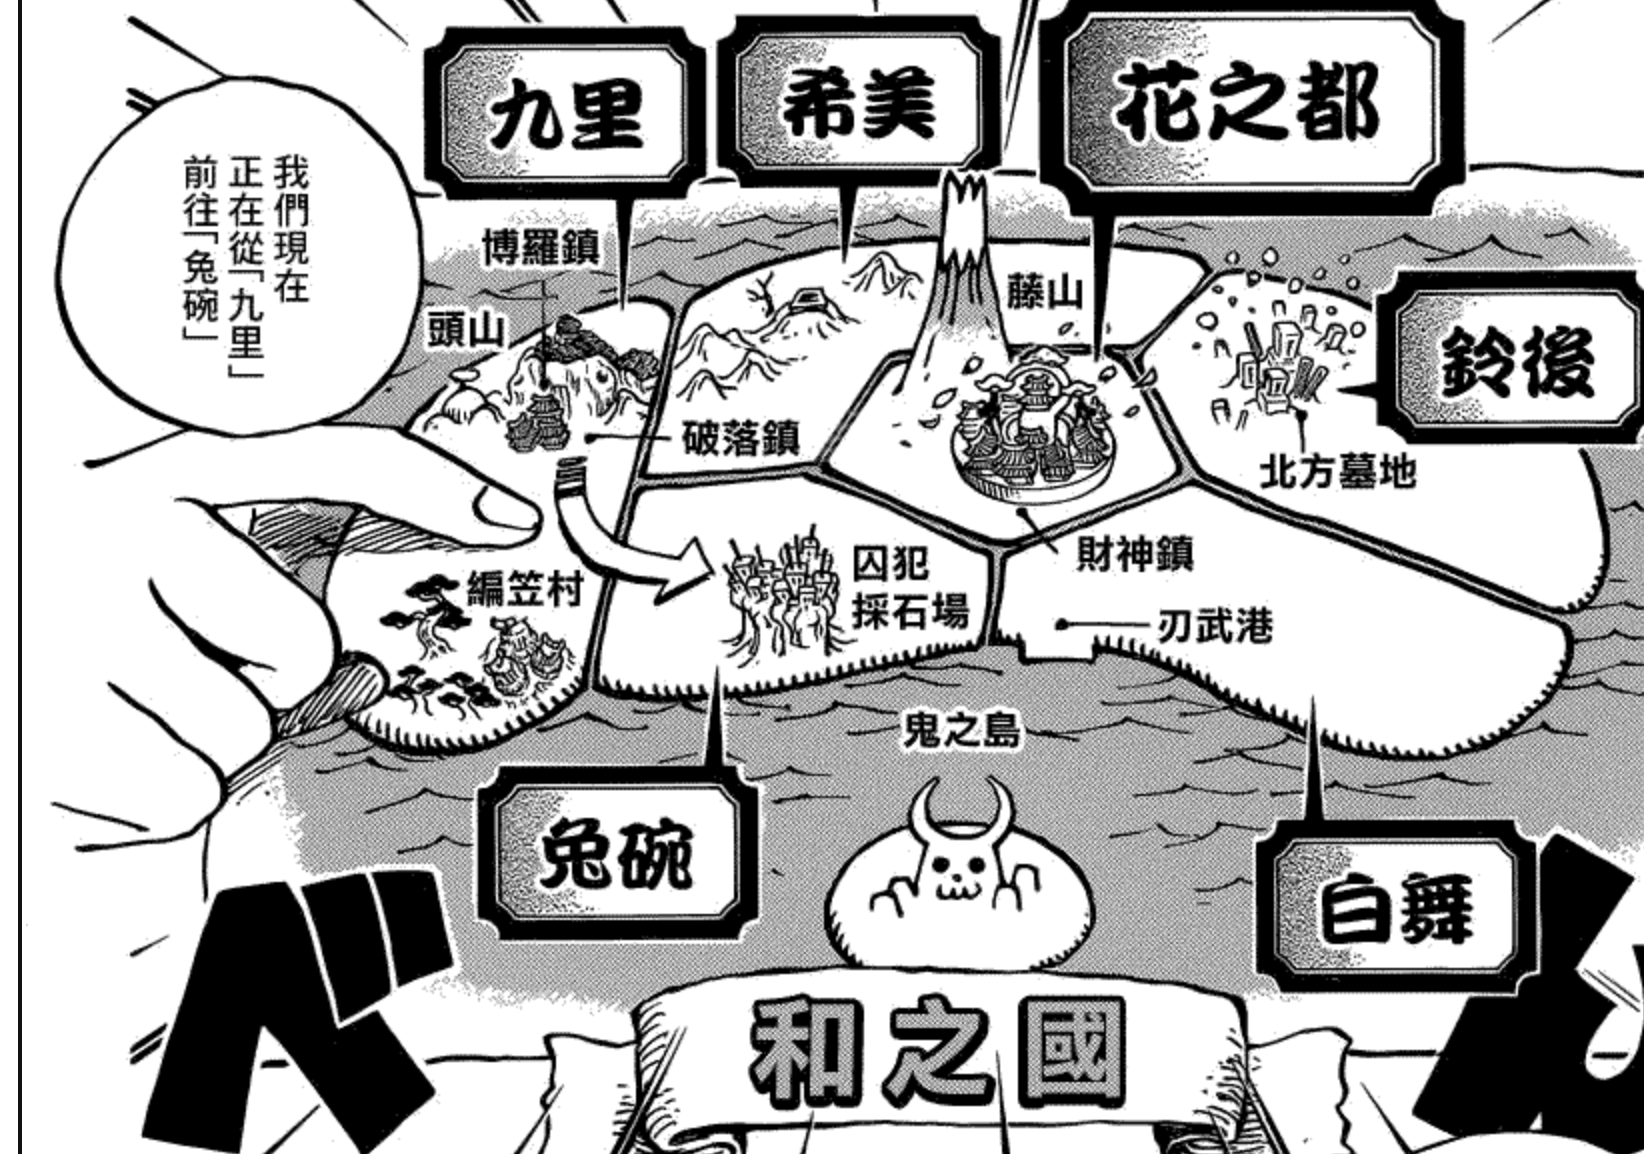 我們現在
正在從「九里」
前往「兔碗」
九里
希美
花之都
博羅鎮
頭山
藤山
鈴後
破落鎮
北方墓地
編笠村
囚犯
採石場
財神鎮
刃武港
鬼之島
兔碗
白舞
和之國